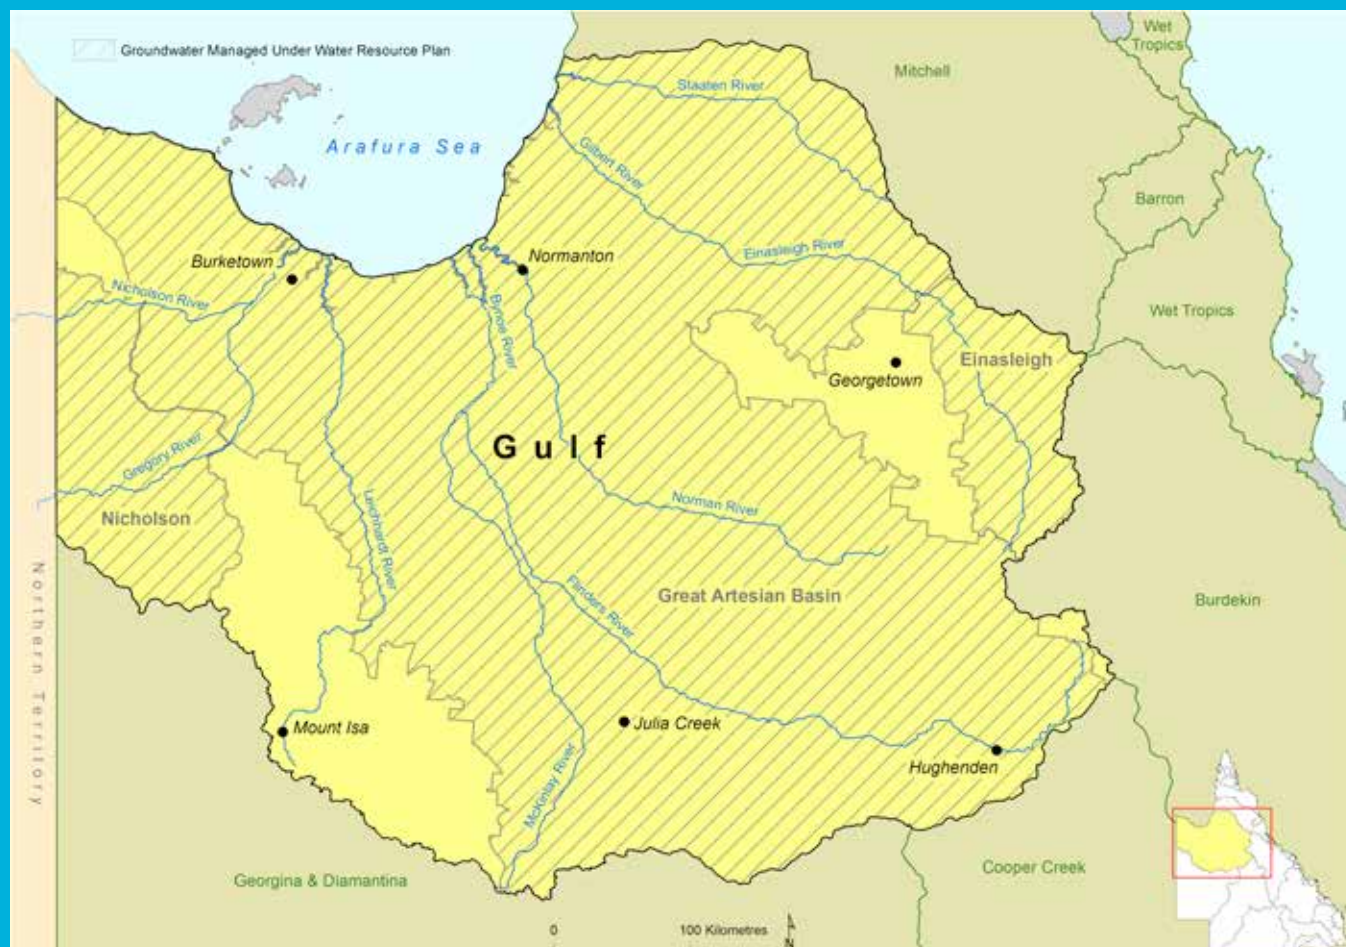 Groundwater Managed Under Water Resource Plan
Wet
Tropics
Mitchell
Staaten River
Arafura Sea
Gilbert River
Barron
Einasleigh River
Normanton
Burketown
Nicholson River
Bynoe River
Wet Tropics
Einasleigh
Georgetown
Gulf
Gregory River
Leichhardt River
Norman River
Nicholson
Northern Territory
Flinders River
Great Artesian Basin
Burdekin
Mount Isa
Julia Creek
McKinlay River
Hughenden
Georgina & Diamantina
Cooper Creek
0
100 Kilometres
N